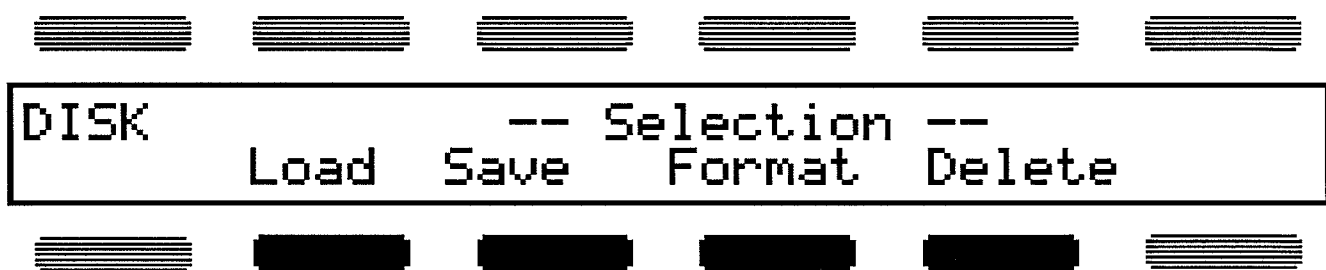 DISK -- Selection --
Load Save Format Delete